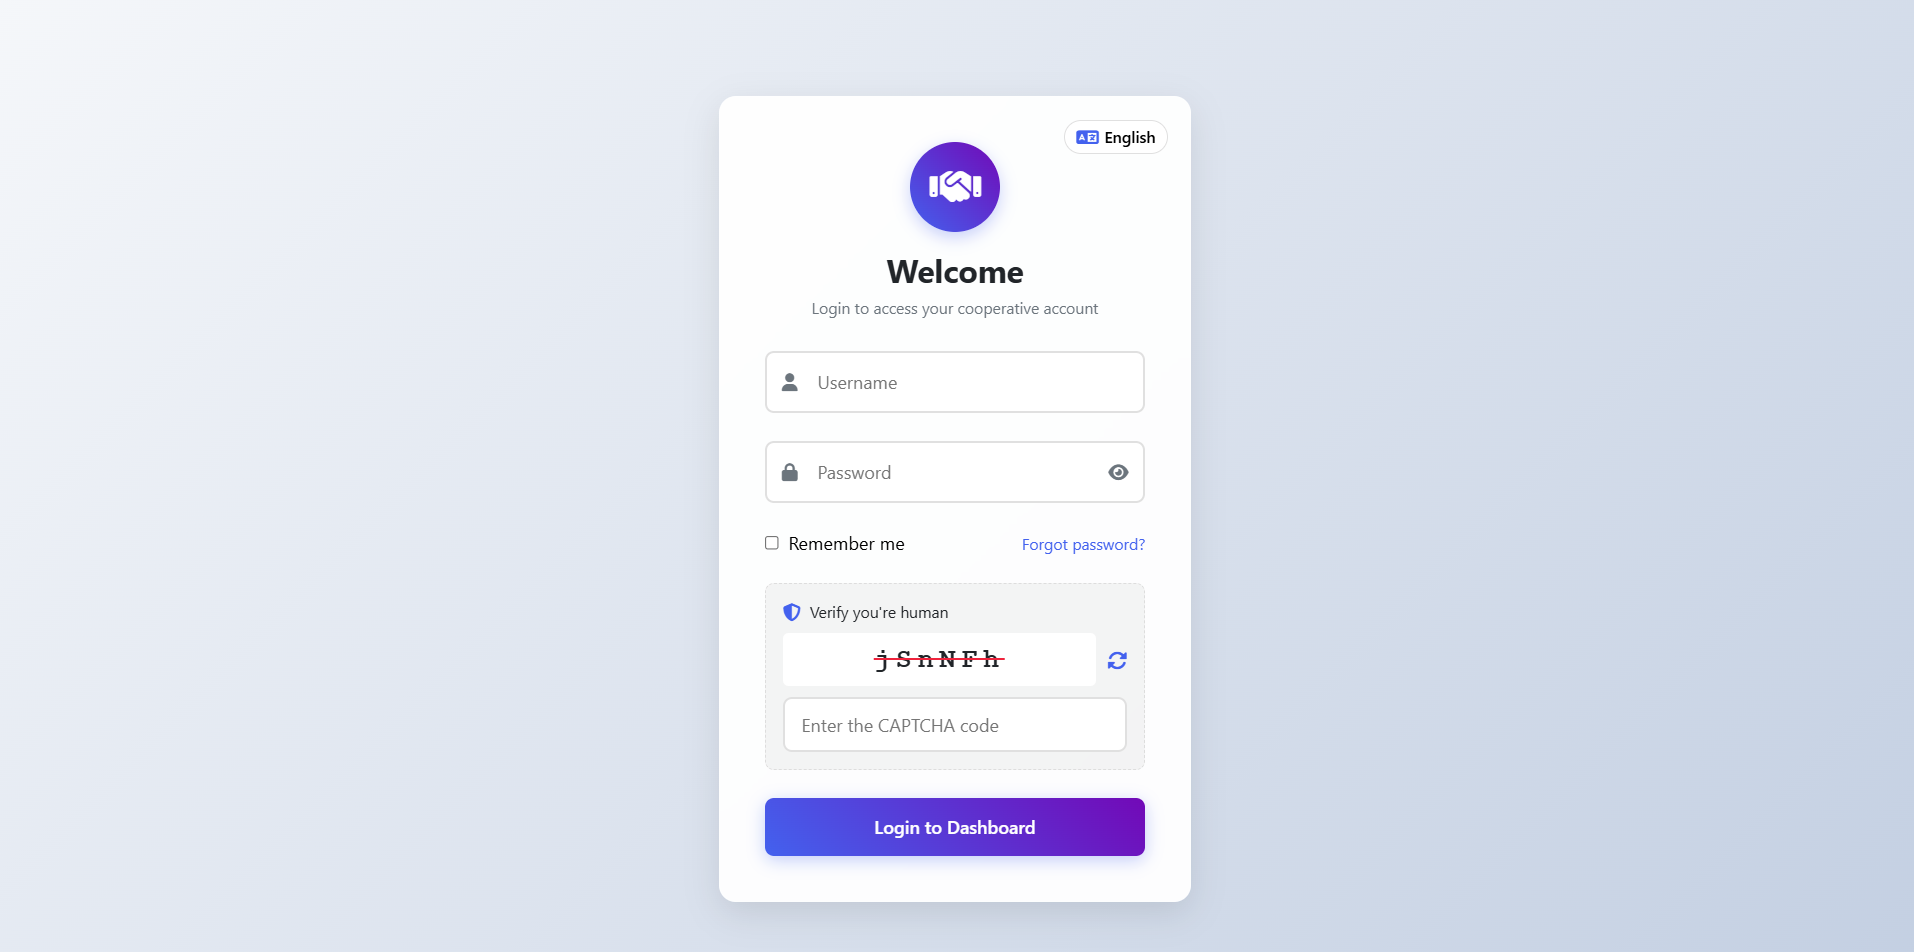 English
Welcome
Login to access your cooperative account
Username
Password
Remember me
Forgot password?
Verify you're human
jSnNFh
Enter the CAPTCHA code
Login to Dashboard